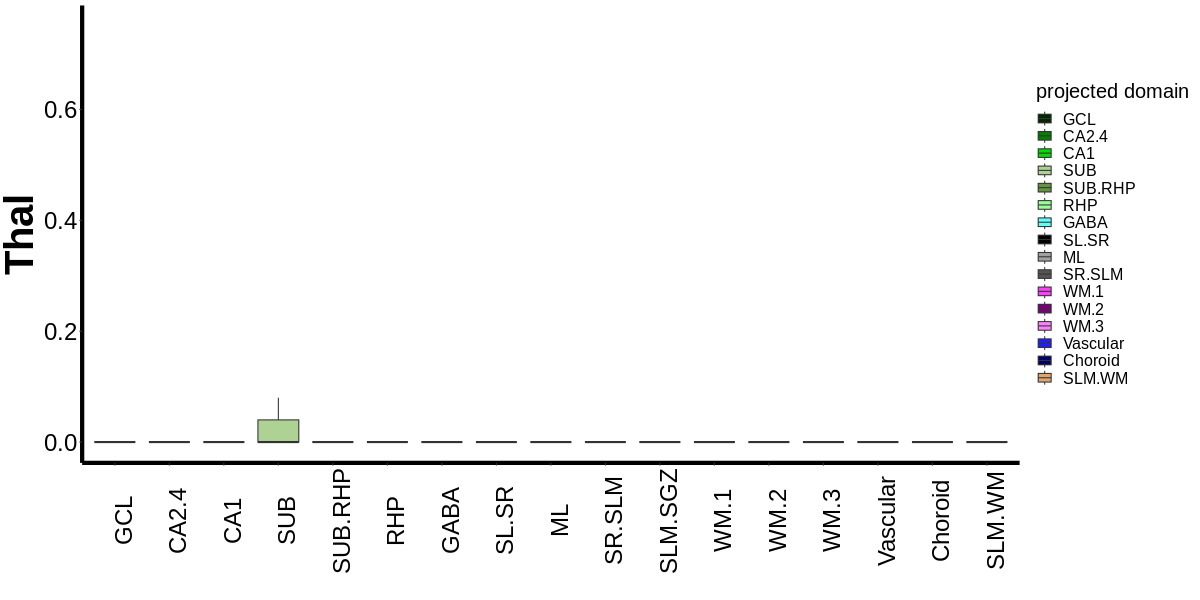 Thal
0.6
0.4
0.2
0.0
GCL
CA2.4
CA1
SUB
SUB.RHP
RHP
GABA
SL.SR
ML
SR.SLM
SLM.SGZ
WM.1
WM.2
WM.3
Vascular
Choroid
SLM.WM
projected domain
GCL
CA2.4
CA1
SUB
SUB.RHP
RHP
GABA
SL.SR
ML
SR.SLM
WM.1
WM.2
WM.3
Vascular
Choroid
SLM.WM